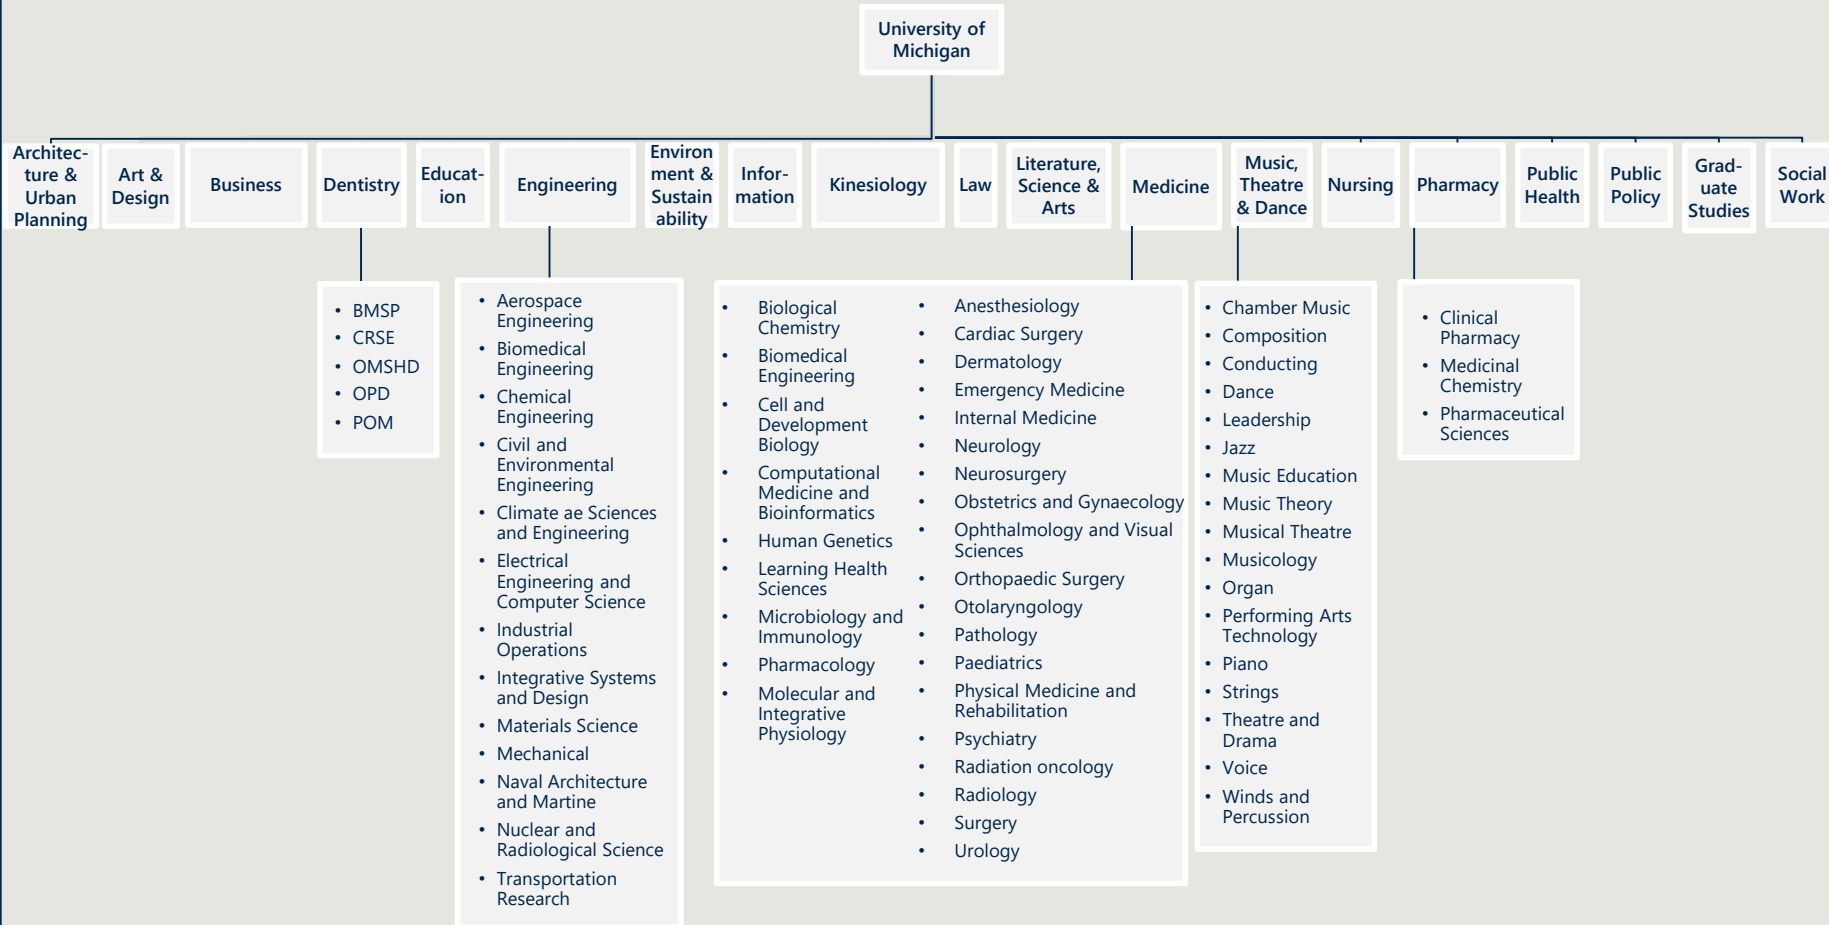 University of
Michigan
Architec-
ture &
Urban
Planning
Art &
Design
Business
Dentistry
Educat-
ion
Engineering
Environ
ment &
Sustain
ability
Infor-
mation
Kinesiology
Law
Literature,
Science &
Arts
Medicine
Music,
Theatre
& Dance
Nursing
Pharmacy
Public
Health
Public
Policy
Grad-
uate
Studies
Social
Work
• BMSP
• CRSE
• OMSHD
• OPD
• POM
• Aerospace
Engineering
• Biomedical
Engineering
• Chemical
Engineering
• Civil and
Environmental
Engineering
• Climate ae Sciences
and Engineering
• Electrical
Engineering and
Computer Science
• Industrial
Operations
• Integrative Systems
and Design
• Materials Science
• Mechanical
• Naval Architecture
and Martine
• Nuclear and
Radiological Science
• Transportation
Research
• Biological
Chemistry
• Biomedical
Engineering
• Cell and
Development
Biology
• Computational
Medicine and
Bioinformatics
• Human Genetics
• Learning Health
Sciences
• Microbiology and
Immunology
• Pharmacology
• Molecular and
Integrative
Physiology
• Anesthesiology
• Cardiac Surgery
• Dermatology
• Emergency Medicine
• Internal Medicine
• Neurology
• Neurosurgery
• Obstetrics and Gynaecology
• Ophthalmology and Visual
Sciences
• Orthopaedic Surgery
• Otolaryngology
• Pathology
• Paediatrics
• Physical Medicine and
Rehabilitation
• Psychiatry
• Radiation oncology
• Radiology
• Surgery
• Urology
• Chamber Music
• Composition
• Conducting
• Dance
• Leadership
• Jazz
• Music Education
• Music Theory
• Musical Theatre
• Musicology
• Organ
• Performing Arts
Technology
• Piano
• Strings
• Theatre and
Drama
• Voice
• Winds and
Percussion
• Clinical
Pharmacy
• Medicinal
Chemistry
• Pharmaceutical
Sciences